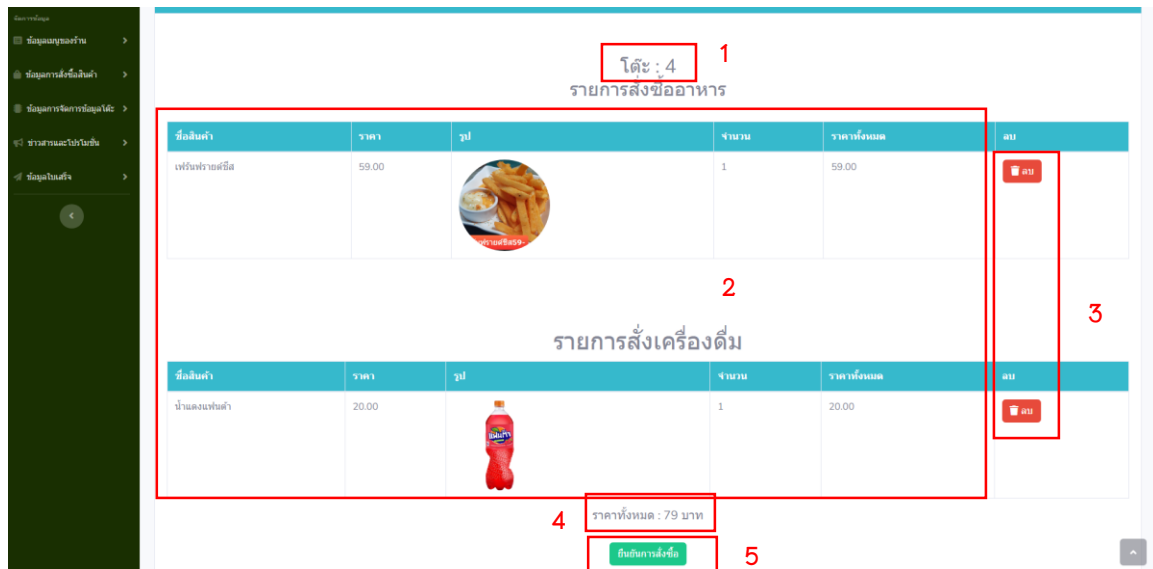 จัดการข้อมูล
ข้อมูลเมนูของร้าน
ข้อมูลการสั่งซื้อสินค้า
ข้อมูลการจัดการข้อมูลโต๊ะ
ข่าวสารและโปรโมชั่น
ข้อมูลใบเสร็จ
โต๊ะ : 4
1
รายการสั่งซื้ออาหาร
ชื่อสินค้า ราคา รูป จำนวน ราคาทั้งหมด ลบ
เฟร้นฟรายด์ชีส 59.00 1 59.00 ลบ
2
3
รายการสั่งเครื่องดื่ม
ชื่อสินค้า ราคา รูป จำนวน ราคาทั้งหมด ลบ
น้ำแดงแฟนต้า 20.00 1 20.00 ลบ
แฟนต้า
4
ราคาทั้งหมด : 79 บาท
ยืนยันการสั่งซื้อ
5